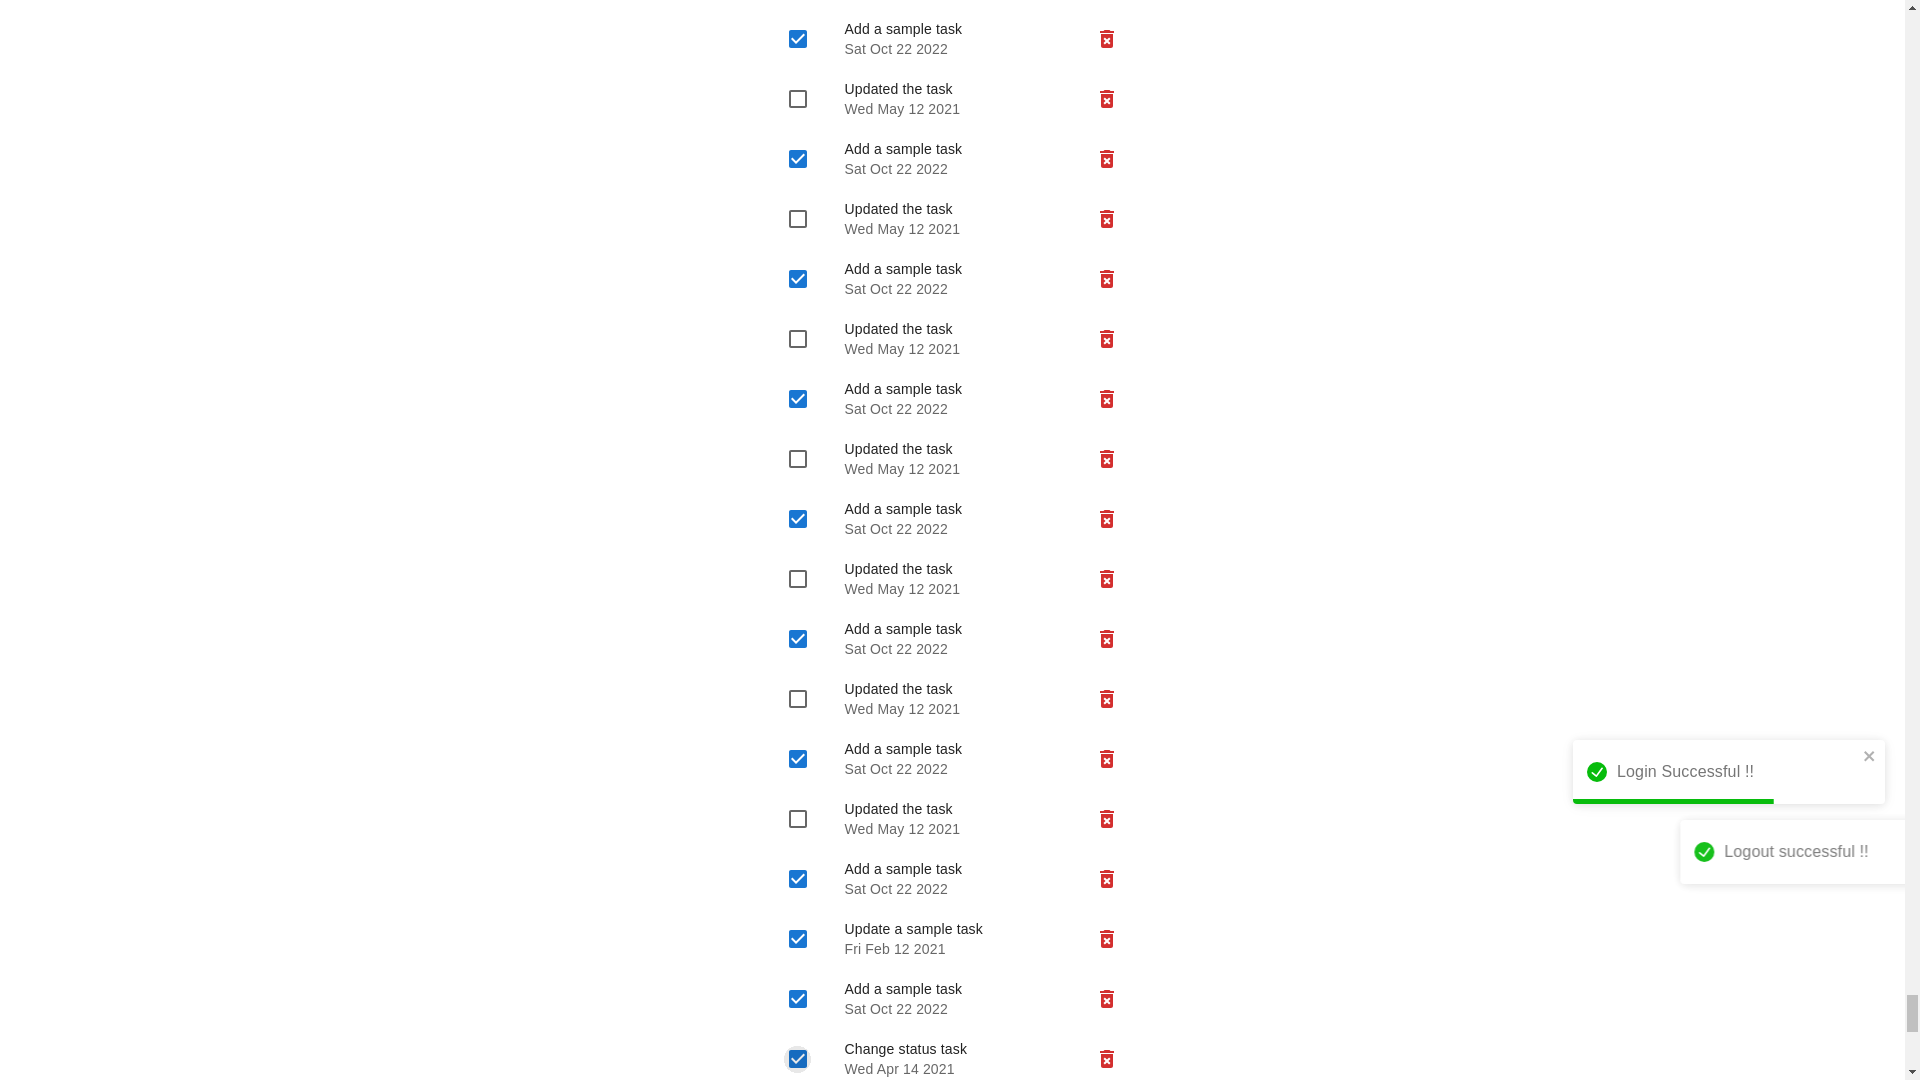 Add a sample task
Sat Oct 22 2022
Updated the task
Wed May 12 2021
Add a sample task
Sat Oct 22 2022
Updated the task
Wed May 12 2021
Add a sample task
Sat Oct 22 2022
Updated the task
Wed May 12 2021
Add a sample task
Sat Oct 22 2022
Updated the task
Wed May 12 2021
Add a sample task
Sat Oct 22 2022
Updated the task
Wed May 12 2021
Add a sample task
Sat Oct 22 2022
Updated the task
Wed May 12 2021
Add a sample task
Sat Oct 22 2022
Updated the task
Wed May 12 2021
Add a sample task
Sat Oct 22 2022
Update a sample task
Fri Feb 12 2021
Add a sample task
Sat Oct 22 2022
Change status task
Wed Apr 14 2021
Login Successful !!
Logout successful !!